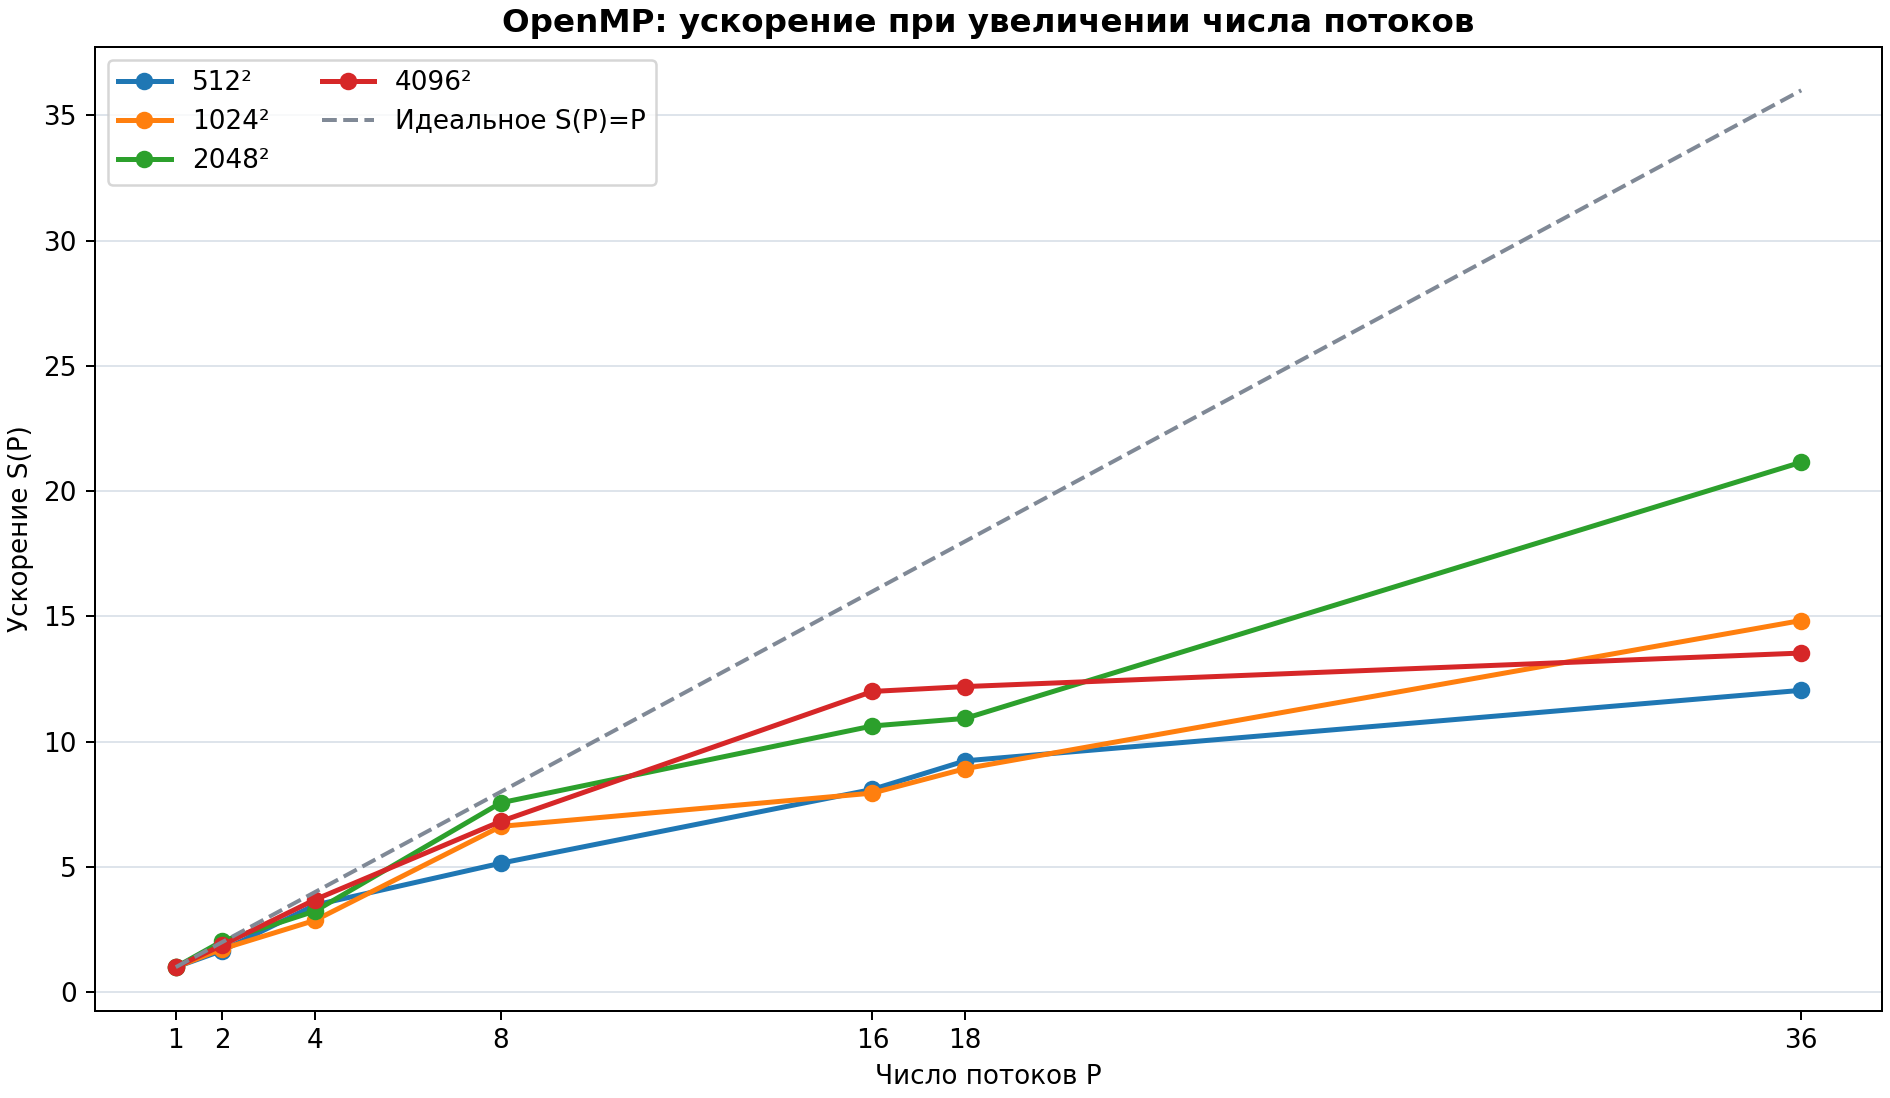 OpenMP: ускорение при увеличении числа потоков
512²
1024²
2048²
4096²
Идеальное S(P)=P
Ускорение S(P)
35
30
25
20
15
10
5
0
1 2 4 8 16 18 36
Число потоков P